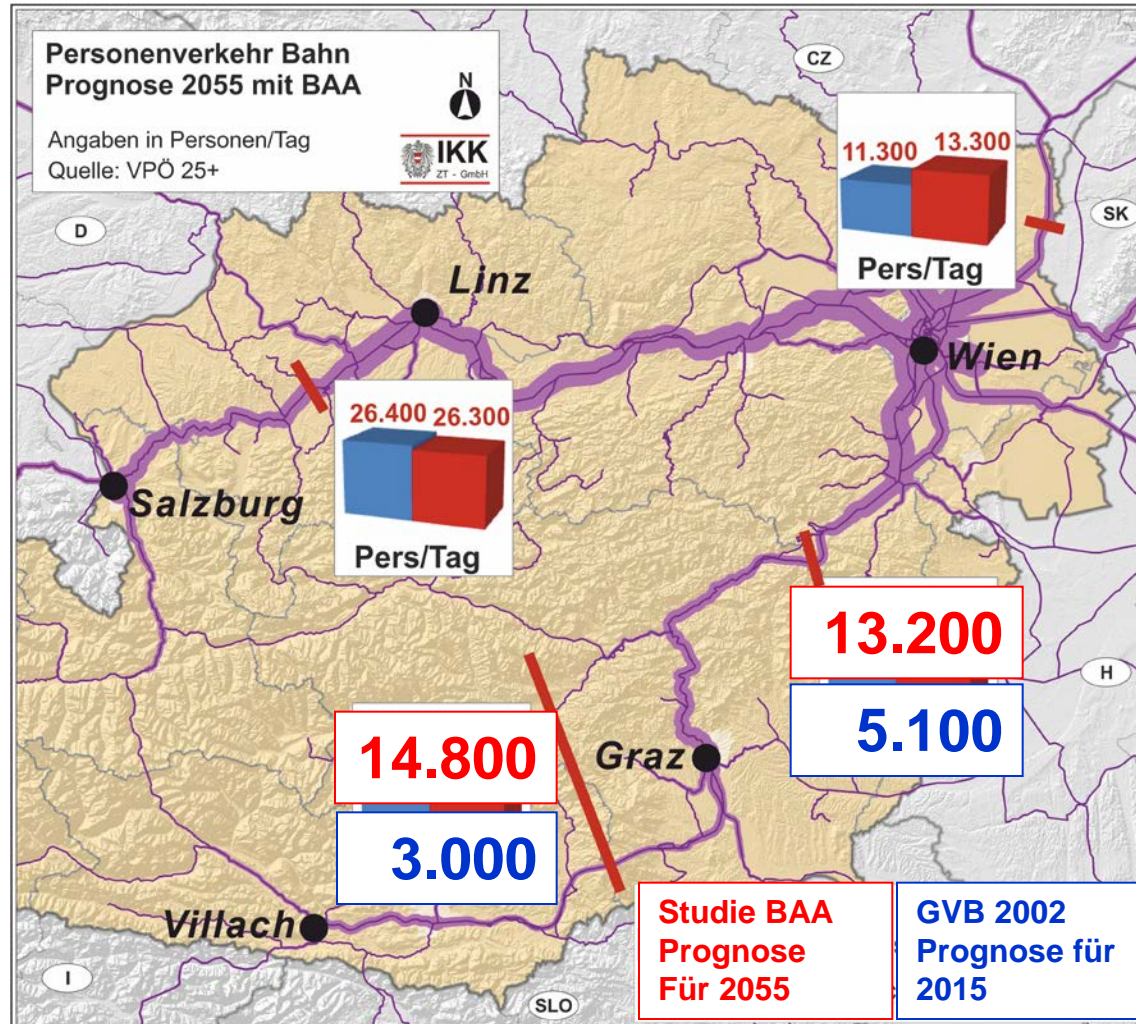 Personenverkehr Bahn
Prognose 2055 mit BAA
N
Angaben in Personen/Tag
Quelle: VPÖ 25+
IKK
ZT - GmbH
CZ
11.300 13.300
Pers/Tag
D
SK
Linz
Wien
26.400 26.300
Pers/Tag
Salzburg
13.200
5.100
H
14.800
3.000
Graz
Villach
Studie BAA
Prognose
Für 2055
GVB 2002
Prognose für
2015
I
SLO